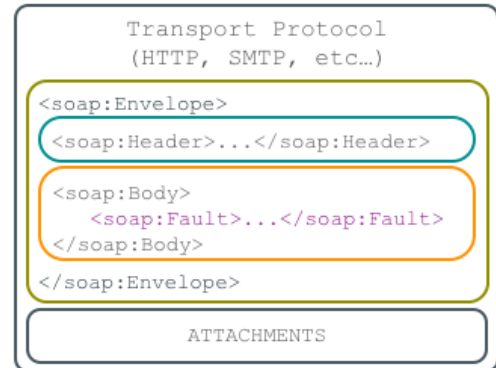 Transport Protocol
(HTTP, SMTP, etc…)
<soap:Envelope>
<soap:Header>...</soap:Header>
<soap:Body>
<soap:Fault>...</soap:Fault>
</soap:Body>
</soap:Envelope>
ATTACHMENTS